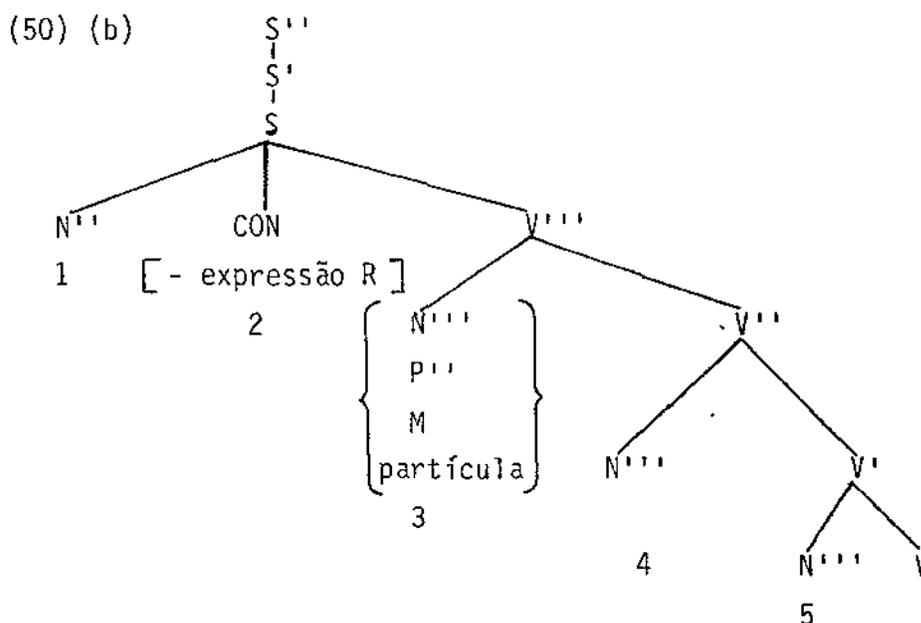 (50) (b) S''
S'
S
N'' CON V'''
1 [ - expressão R ]
2 N''' V''
P''
M
partícula N''' V'
3
4 N''' V
5